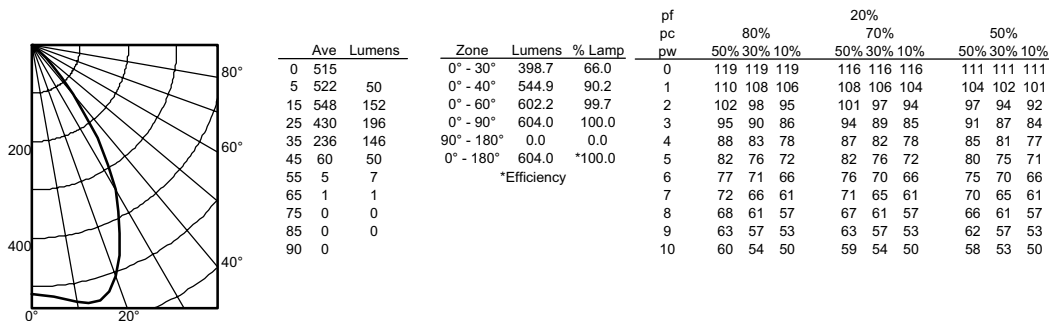 80°
200
60°
400
40°
0° 20°
Ave Lumens
0 515
5 522 50
15 548 152
25 430 196
35 236 146
45 60 50
55 5 7
65 1 1
75 0 0
85 0 0
90 0
Zone Lumens % Lamp
0° - 30° 398.7 66.0
0° - 40° 544.9 90.2
0° - 60° 602.2 99.7
0° - 90° 604.0 100.0
90° - 180° 0.0 0.0
0° - 180° 604.0 *100.0
*Efficiency
pf 20%
pc 80% 70% 50%
pw 50% 30% 10% 50% 30% 10% 50% 30% 10%
0 119 119 119 116 116 116 111 111 111
1 110 108 106 108 106 104 104 102 101
2 102 98 95 101 97 94 97 94 92
3 95 90 86 94 89 85 91 87 84
4 88 83 78 87 82 78 85 81 77
5 82 76 72 82 76 72 80 75 71
6 77 71 66 76 70 66 75 70 66
7 72 66 61 71 65 61 70 65 61
8 68 61 57 67 61 57 66 61 57
9 63 57 53 63 57 53 62 57 53
10 60 54 50 59 54 50 58 53 50